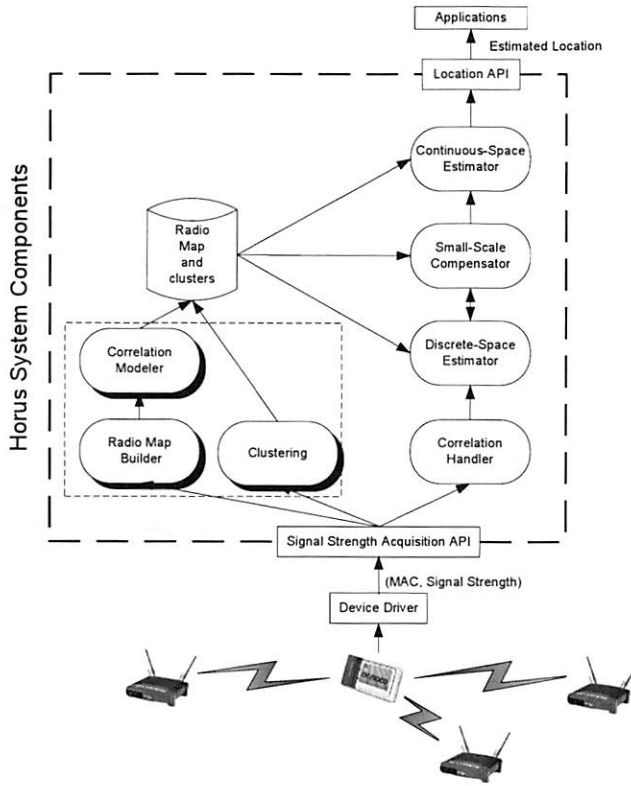 Applications
Estimated Location
Location API
Continuous-Space
Estimator
Radio
Map
and
clusters
Small-Scale
Compensator
Correlation
Modeler
Discrete-Space
Estimator
Radio Map
Builder
Clustering
Correlation
Handler
Horus System Components
Signal Strength Acquisition API
(MAC, Signal Strength)
Device Driver